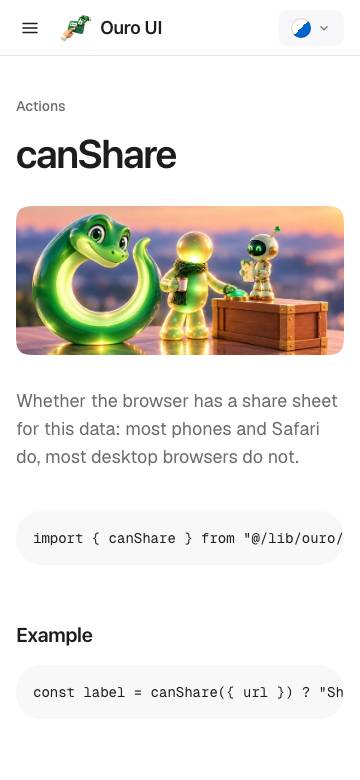 Ouro UI
Actions
canShare
Whether the browser has a share sheet
for this data: most phones and Safari
do, most desktop browsers do not.
import { canShare } from "@/lib/ouro/
Example
const label = canShare({ url }) ? "Sh